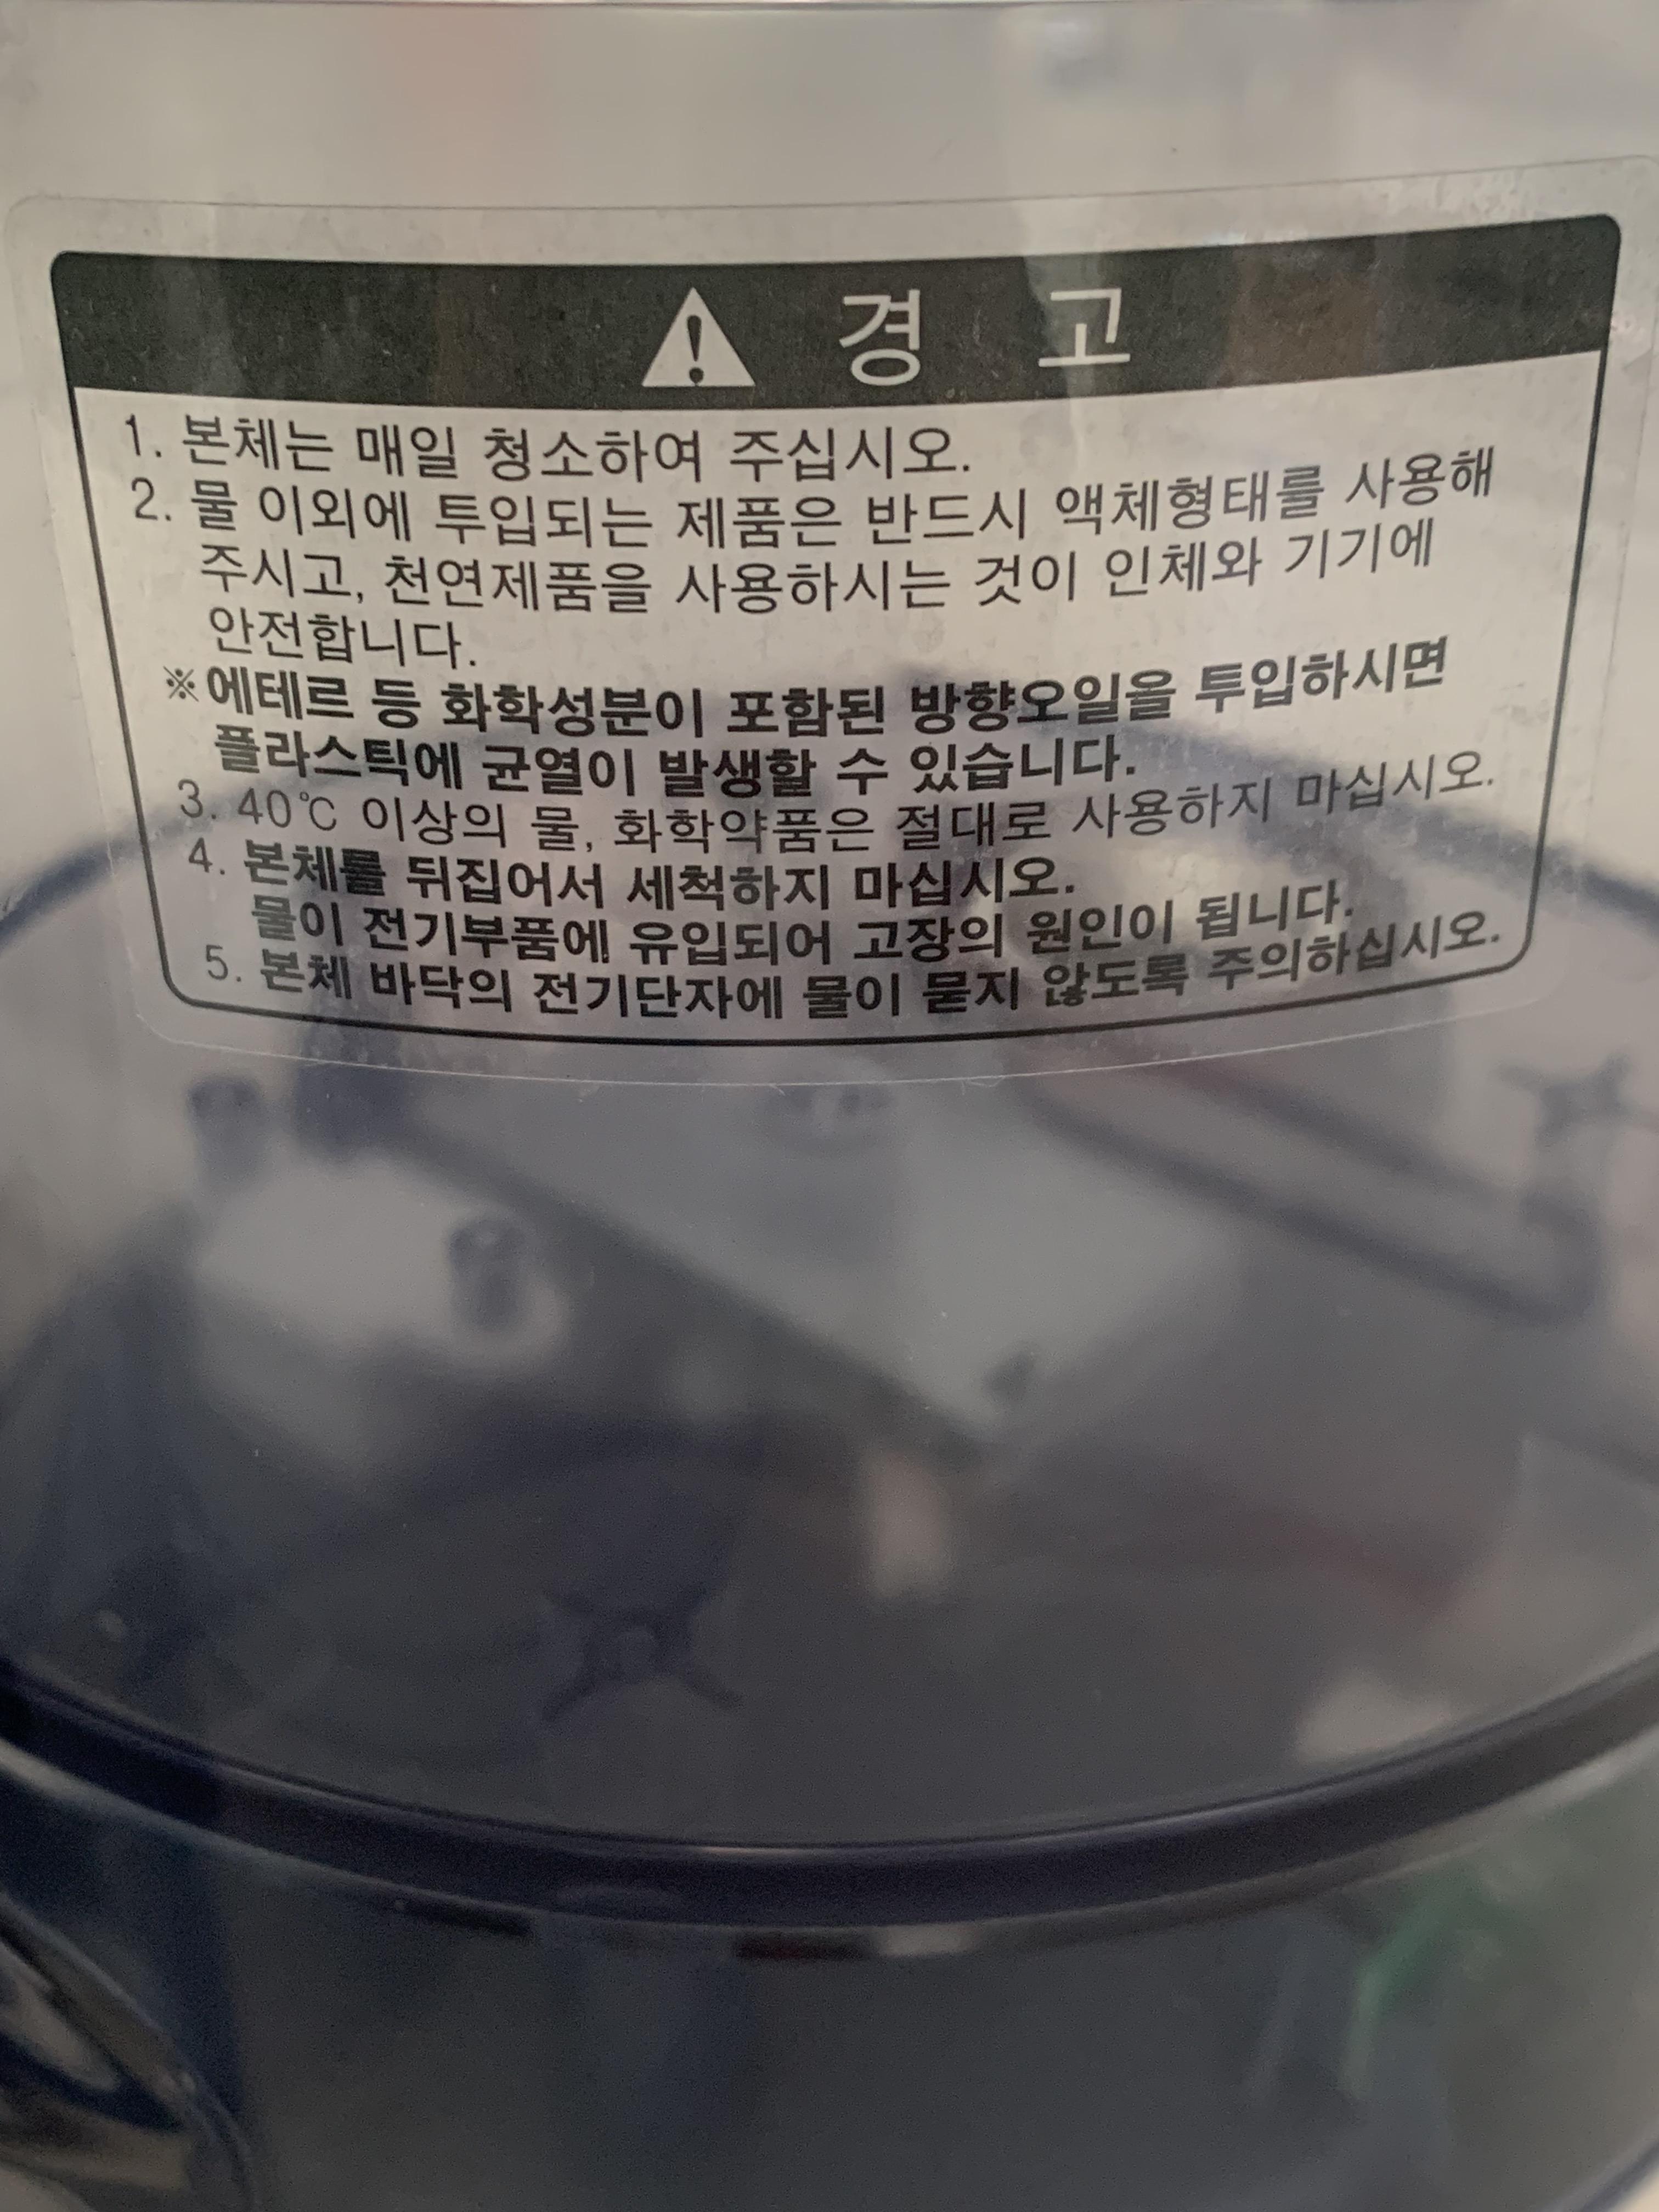 ⚠ 경 고
1. 본체는 매일 청소하여 주십시오.
2. 물 이외에 투입되는 제품은 반드시 액체형태를 사용해
주시고, 천연제품을 사용하시는 것이 인체와 기기에
안전합니다.
※에테르 등 화학성분이 포함된 방향오일을 투입하시면
플라스틱에 균열이 발생할 수 있습니다.
3. 40℃ 이상의 물, 화학약품은 절대로 사용하지 마십시오.
4. 본체를 뒤집어서 세척하지 마십시오.
물이 전기부품에 유입되어 고장의 원인이 됩니다.
5. 본체 바닥의 전기단자에 물이 묻지 않도록 주의하십시오.